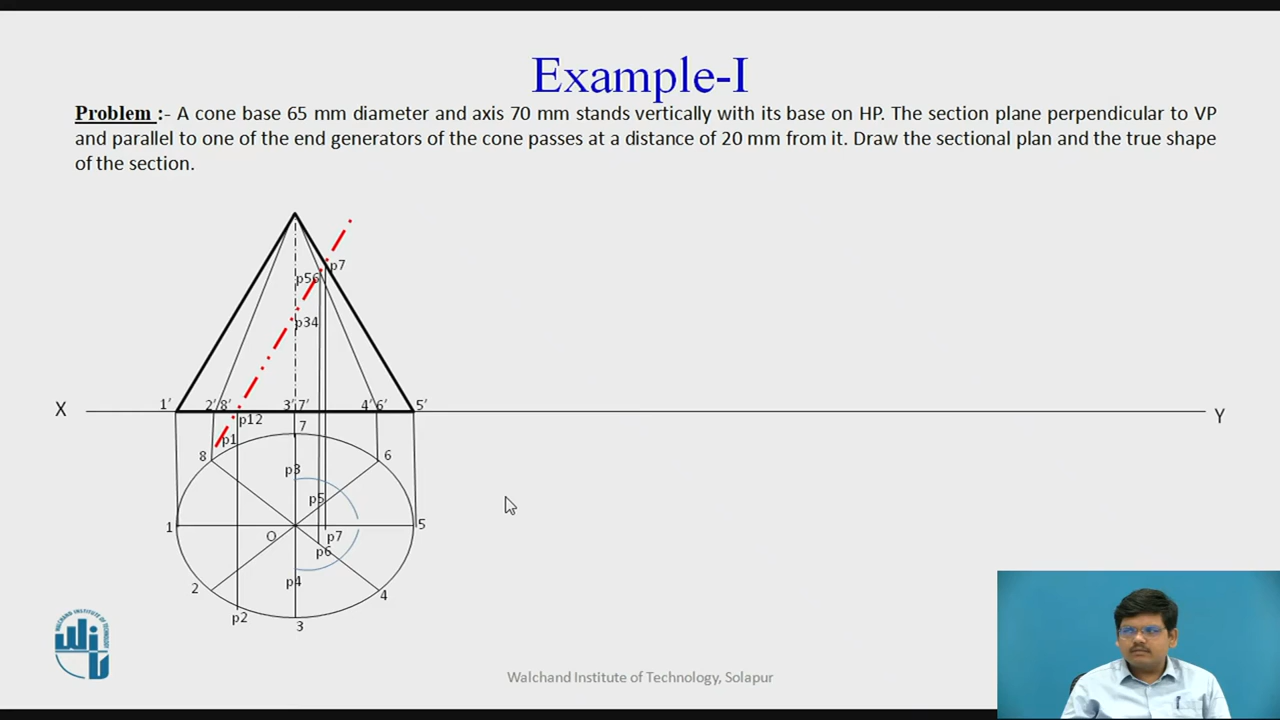 Example-I
Problem :- A cone base 65 mm diameter and axis 70 mm stands vertically with its base on HP. The section plane perpendicular to VP
and parallel to one of the end generators of the cone passes at a distance of 20 mm from it. Draw the sectional plan and the true shape
of the section.
p7
p56
p34
X 1′ 2′ 8′ 3′ 7′ 4′ 6′ 5′ Y
p12
7
p1
8 6
p3
p5
1 5
O p7
p6
p4
2 4
p2
3
WIT
Walchand Institute of Technology, Solapur